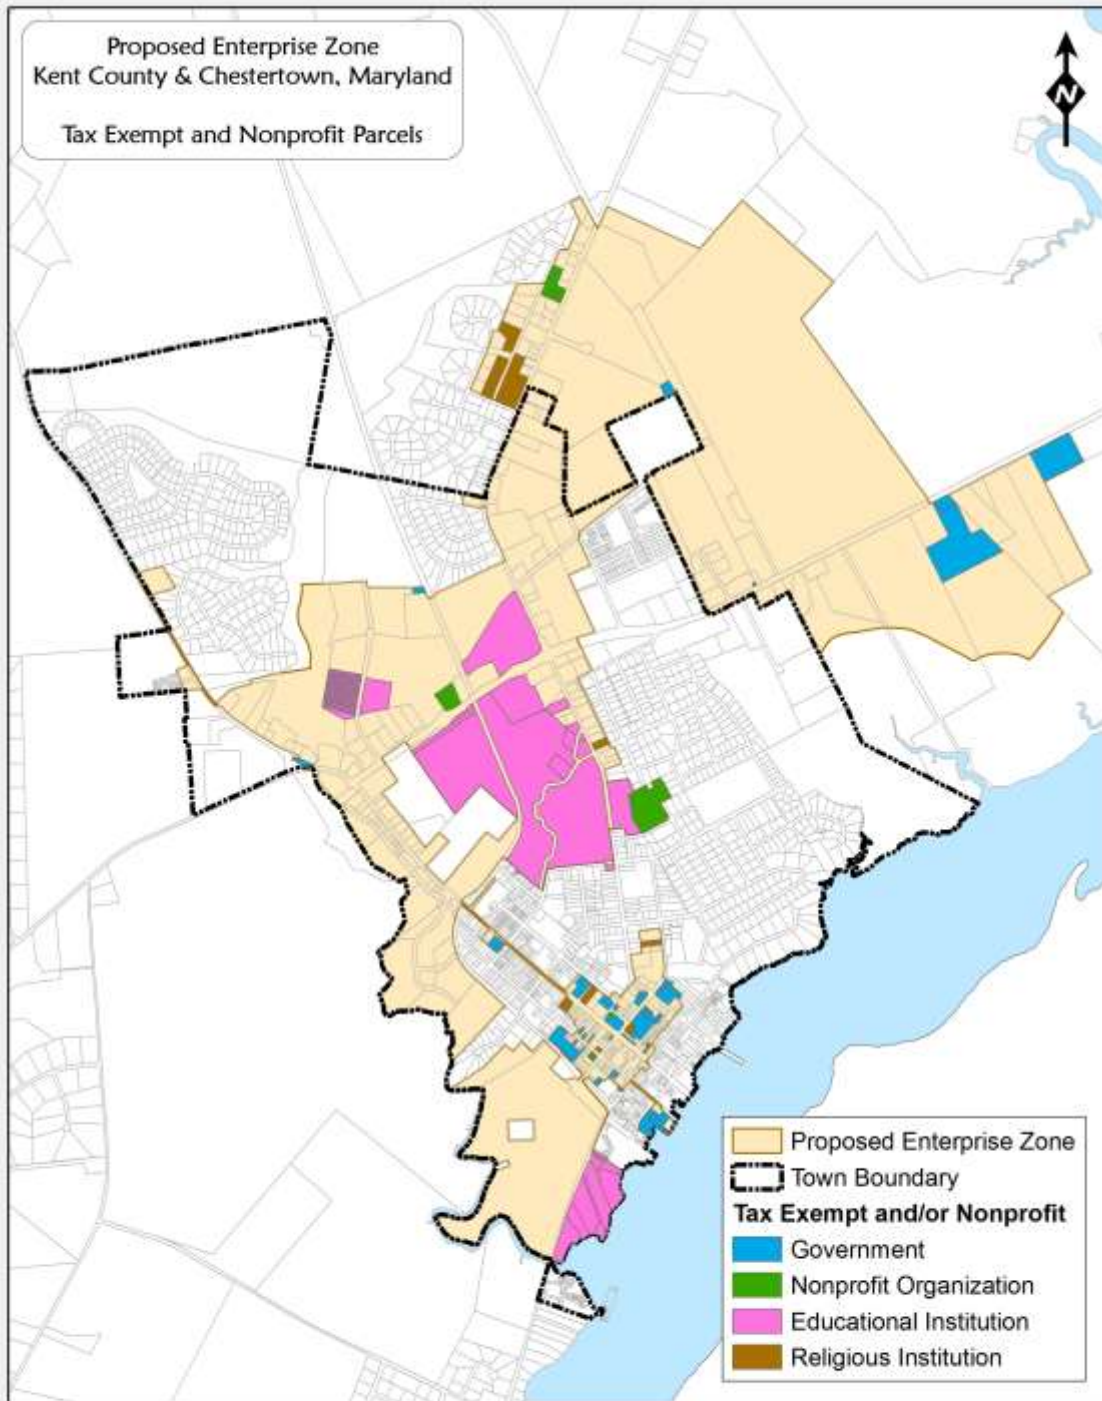 Proposed Enterprise Zone
Kent County & Chestertown, Maryland
Tax Exempt and Nonprofit Parcels
N
Proposed Enterprise Zone
Town Boundary
Tax Exempt and/or Nonprofit
Government
Nonprofit Organization
Educational Institution
Religious Institution